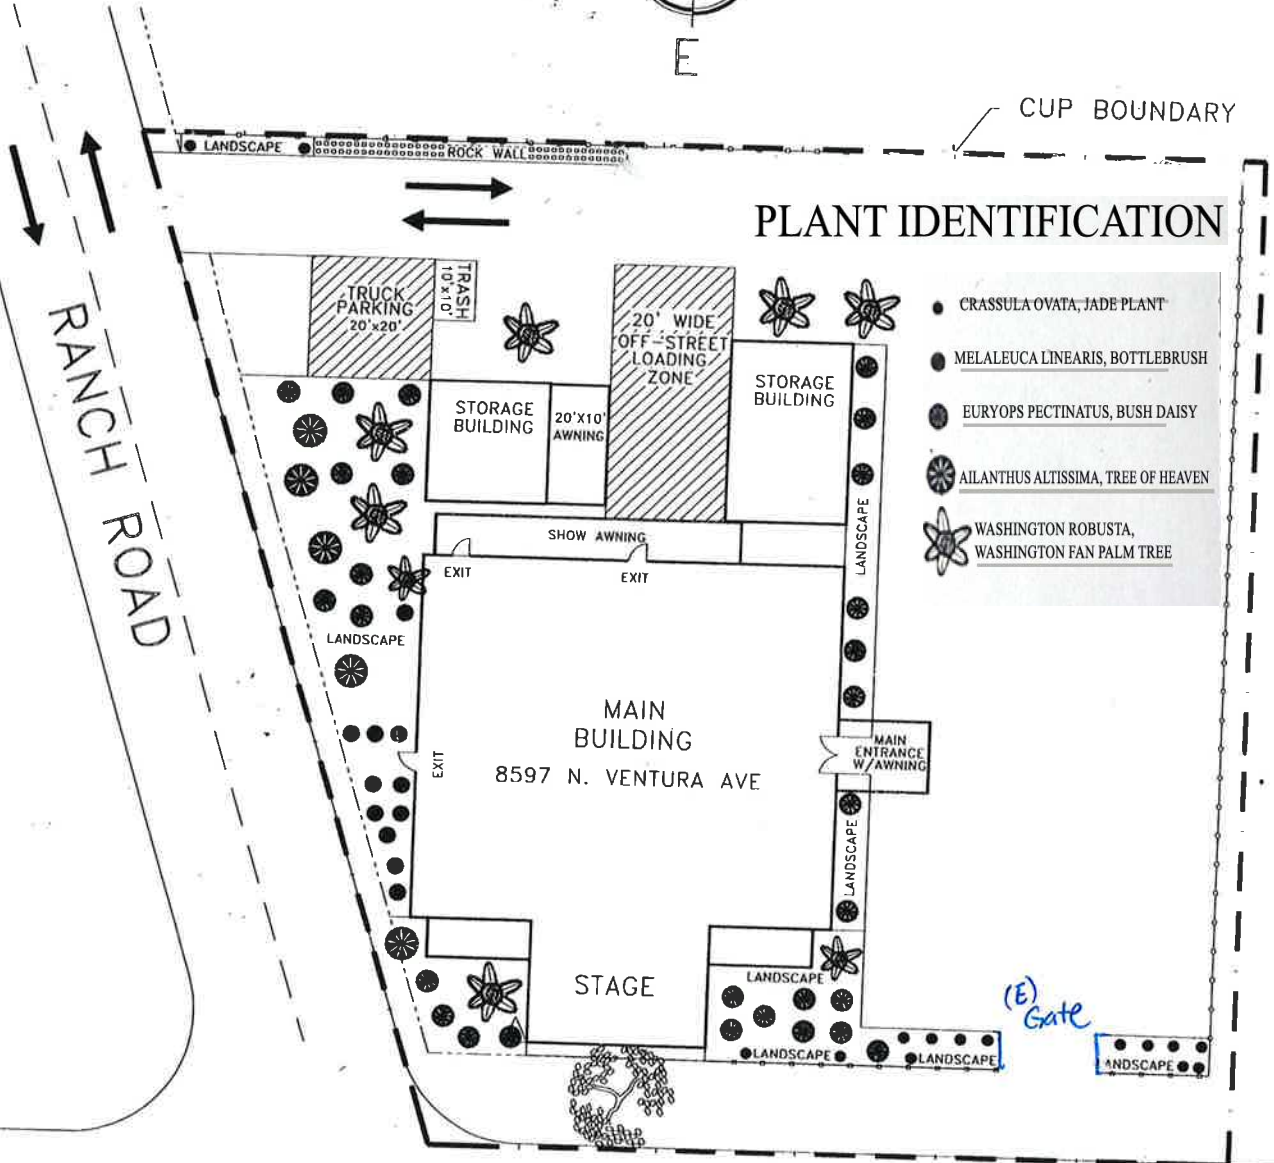 E
CUP BOUNDARY
LANDSCAPE
ROCK WALL
PLANT IDENTIFICATION
CRASSULA OVATA, JADE PLANT
MELALEUCA LINEARIS, BOTTLEBRUSH
EURYOPS PECTINATUS, BUSH DAISY
AILANTHUS ALTISSIMA, TREE OF HEAVEN
WASHINGTON ROBUSTA,
WASHINGTON FAN PALM TREE
RANCH ROAD
TRUCK
PARKING
20'x20'
TRASH
10'x10'
20' WIDE
OFF-STREET
LOADING
ZONE
STORAGE
BUILDING
STORAGE
BUILDING
20'X10'
AWNING
SHOW AWNING
EXIT
EXIT
LANDSCAPE
LANDSCAPE
MAIN
BUILDING
8597 N. VENTURA AVE
EXIT
MAIN
ENTRANCE
W/AWNING
LANDSCAPE
STAGE
LANDSCAPE
LANDSCAPE
LANDSCAPE
(E)
Gate
LANDSCAPE